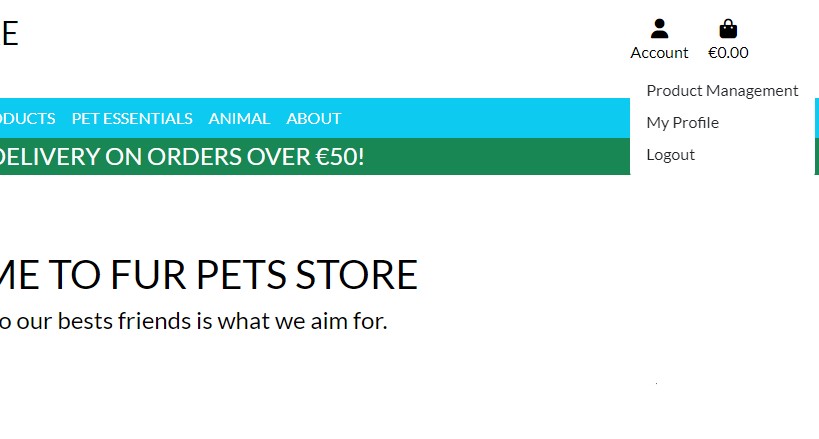 E
Account €0.00
Product Management
My Profile
Logout
ODUCTS PET ESSENTIALS ANIMAL ABOUT
DELIVERY ON ORDERS OVER €50!
ME TO FUR PETS STORE
o our bests friends is what we aim for.